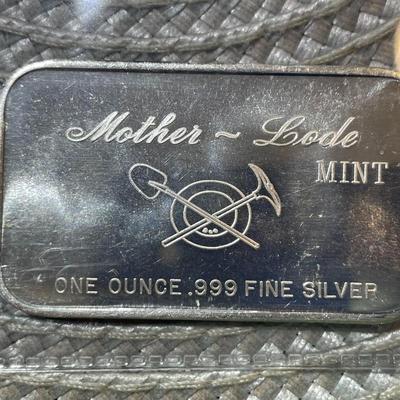 Mother ~ Lode
MINT
ONE OUNCE .999 FINE SILVER